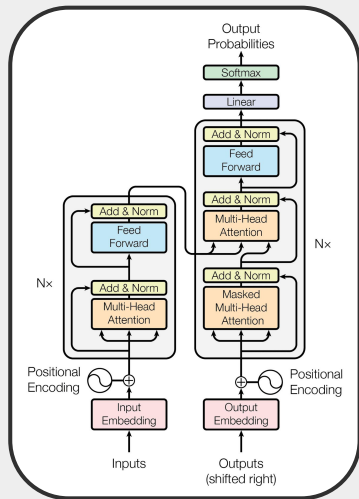 Output
Probabilities
Softmax
Linear
Add & Norm
Feed
Forward
Add & Norm
Multi-Head
Attention
Add & Norm
Masked
Multi-Head
Attention
Nx
Add & Norm
Feed
Forward
Add & Norm
Multi-Head
Attention
Nx
Positional
Encoding
Positional
Encoding
Input
Embedding
Output
Embedding
Inputs
Outputs
(shifted right)